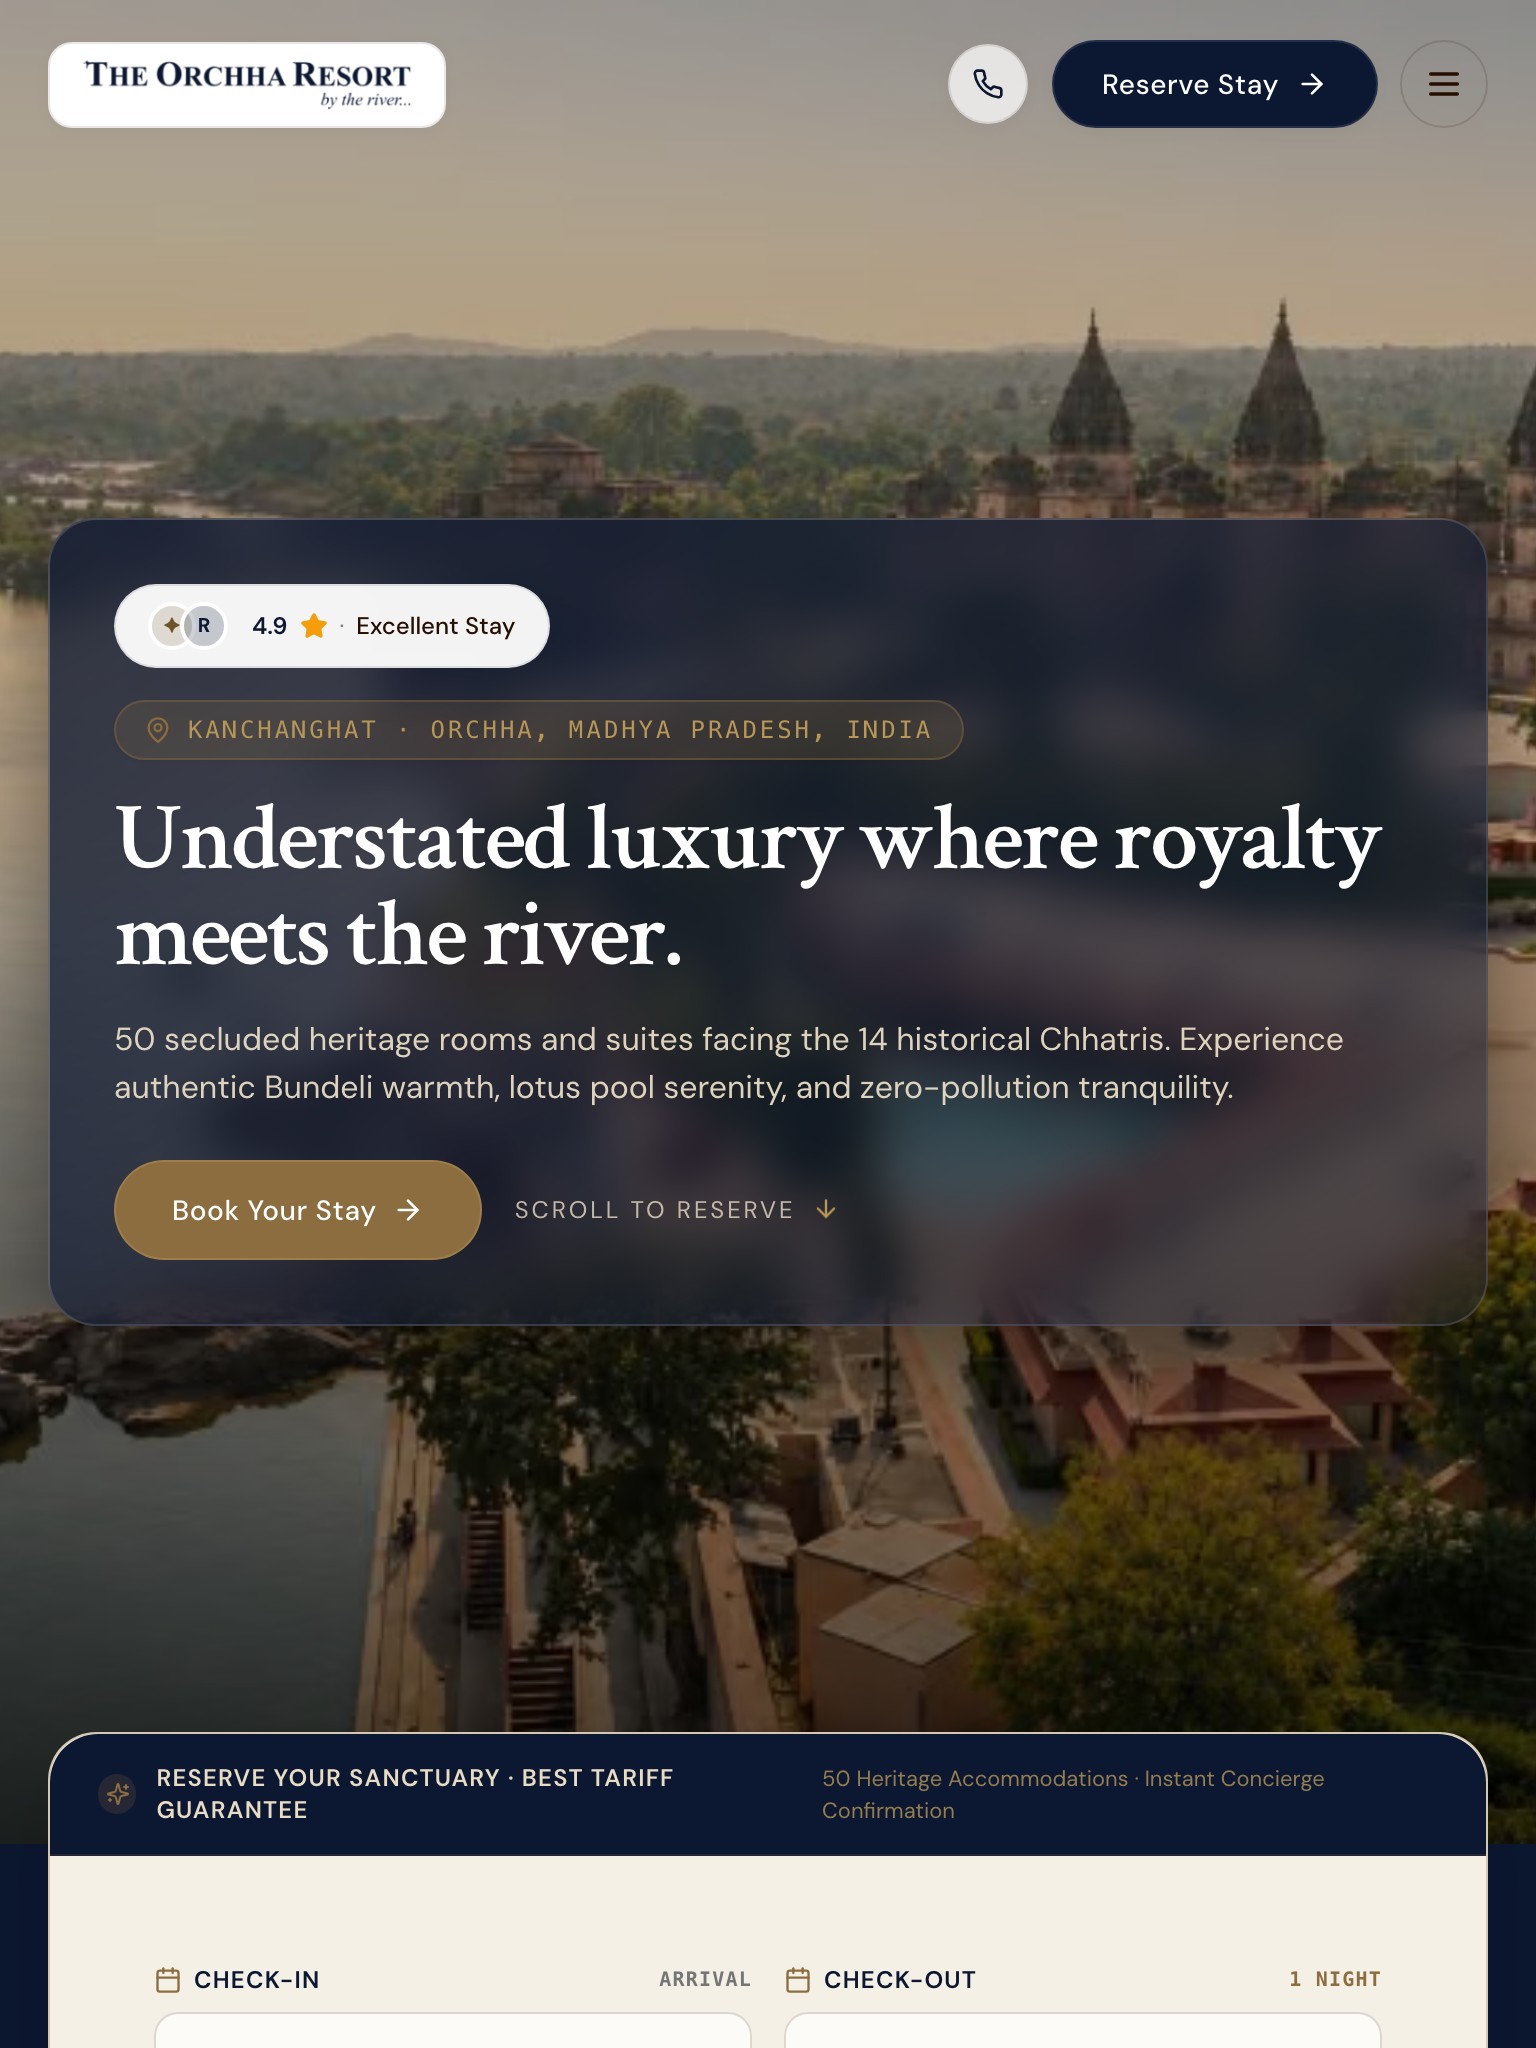 THE ORCHHA RESORT
by the river...
Reserve Stay
R 4.9 · Excellent Stay
KANCHANGHAT · ORCHHA, MADHYA PRADESH, INDIA
Understated luxury where royalty
meets the river.
50 secluded heritage rooms and suites facing the 14 historical Chhatris. Experience
authentic Bundeli warmth, lotus pool serenity, and zero-pollution tranquility.
Book Your Stay
SCROLL TO RESERVE
RESERVE YOUR SANCTUARY · BEST TARIFF
GUARANTEE
50 Heritage Accommodations · Instant Concierge
Confirmation
CHECK-IN
ARRIVAL
CHECK-OUT
1 NIGHT